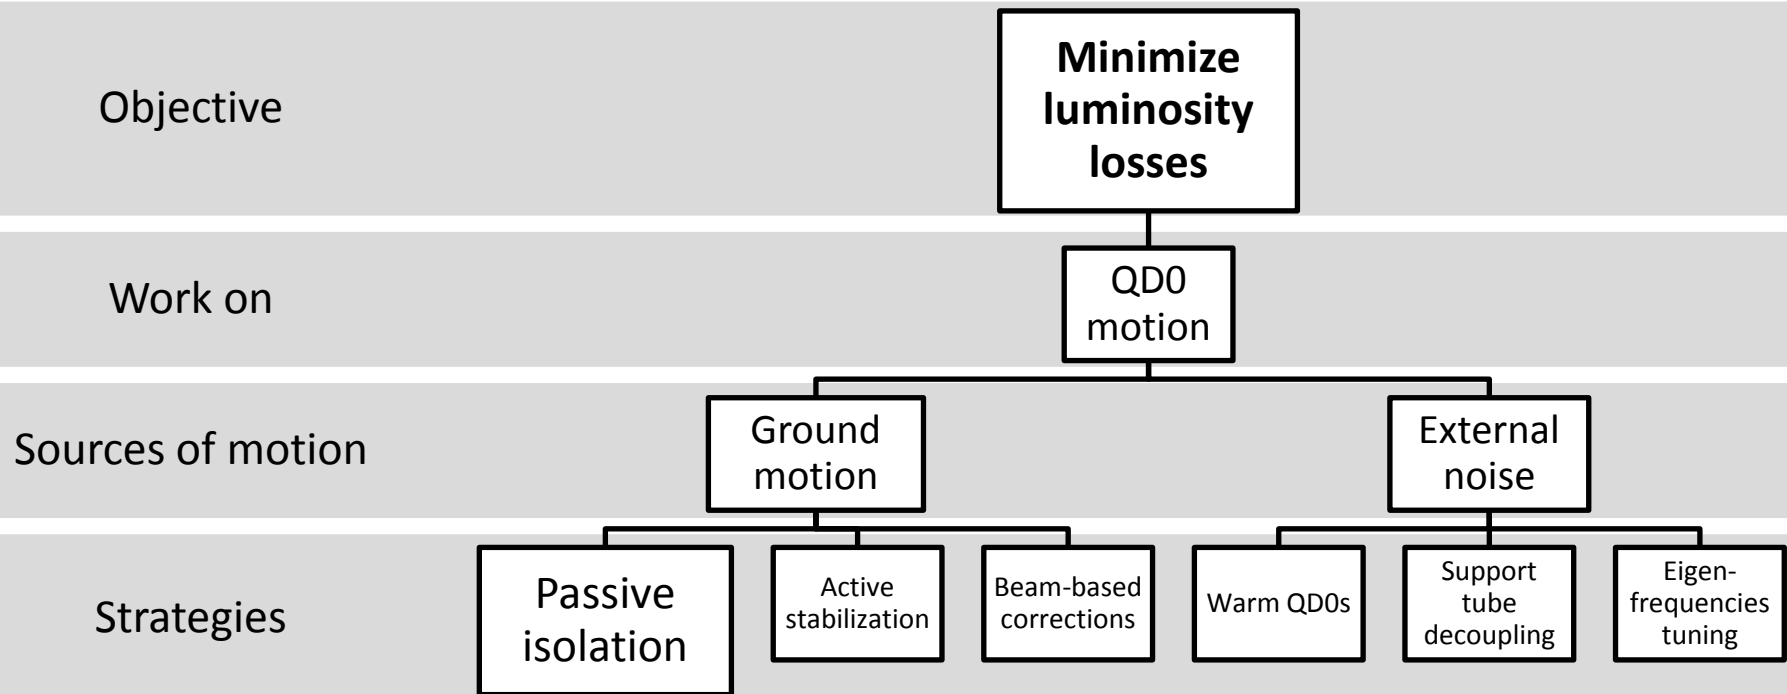 Objective
Minimize
luminosity
losses
Work on
QD0
motion
Sources of motion
Ground
motion
External
noise
Strategies
Passive
isolation
Active
stabilization
Beam-based
corrections
Warm QD0s
Support
tube
decoupling
Eigen-
frequencies
tuning